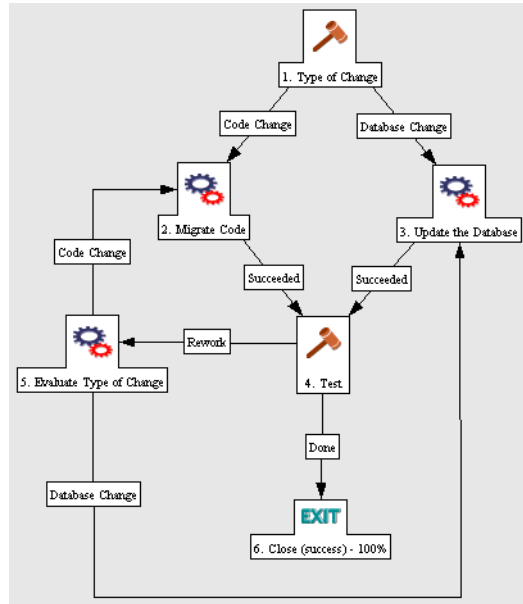 1. Type of Change
Code Change
Database Change
2. Migrate Code
3. Update the Database
Code Change
Succeeded
Succeeded
Rework
5. Evaluate Type of Change
4. Test
Done
Database Change
EXIT
6. Close (success) - 100%